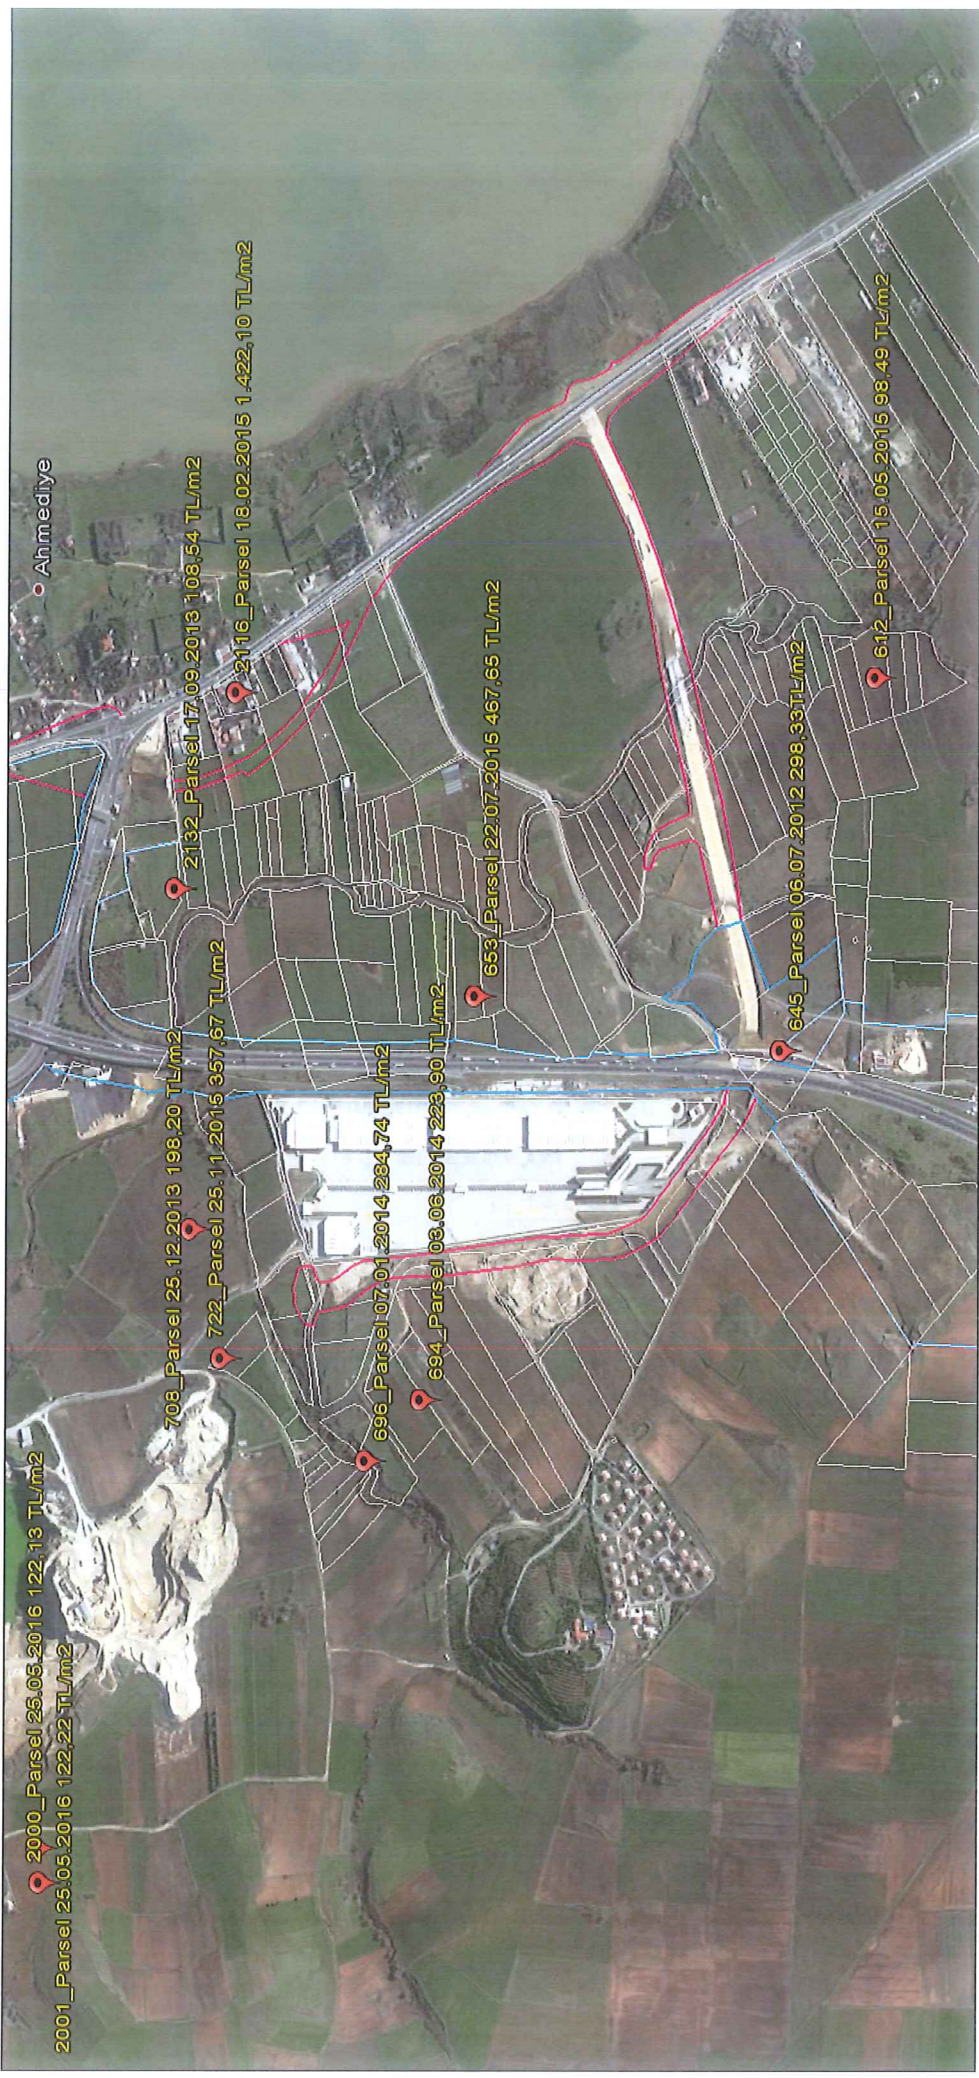 2000_Parsel 25.05.2016 122,13 TL/m2
2001_Parsel 25.05.2016 122,22 TL/m2
708_Parsel 25.12.2013 198,20 TL/m2
722_Parsel 25.11.2015 357,67 TL/m2
696_Parsel 07.01.2014 284,74 TL/m2
694_Parsel 03.06.2014 223,90 TL/m2
Ahmediye
2132_Parsel 17.09.2013 108,54 TL/m2
2116_Parsel 18.02.2015 1.422,10 TL/m2
653_Parsel 22.07.2015 467,65 TL/m2
645_Parsel 06.07.2012 298,33 TL/m2
612_Parsel 15.05.2015 98,49 TL/m2